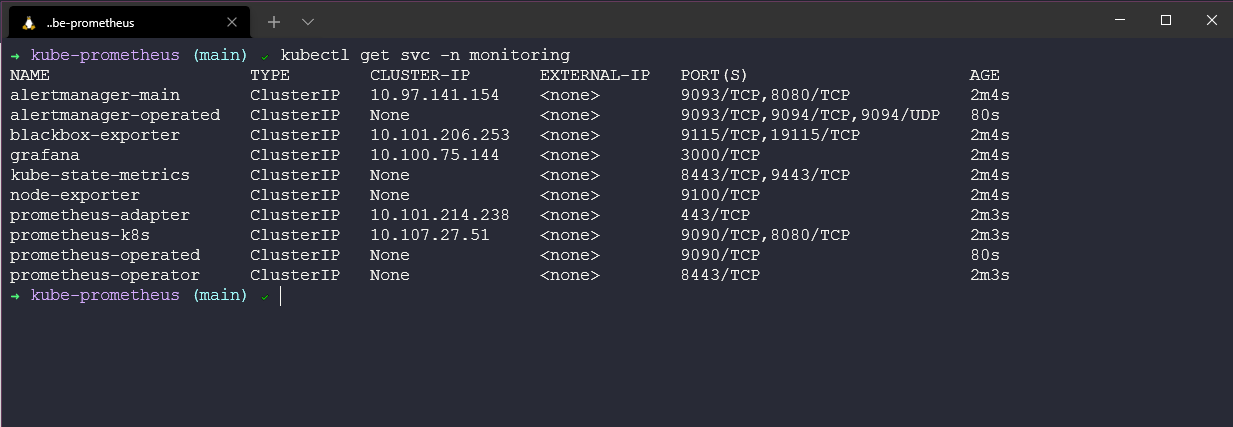 ..be-prometheus
→ kube-prometheus (main) ✓ kubectl get svc -n monitoring
NAME TYPE CLUSTER-IP EXTERNAL-IP PORT(S) AGE
alertmanager-main ClusterIP 10.97.141.154 <none> 9093/TCP,8080/TCP 2m4s
alertmanager-operated ClusterIP None <none> 9093/TCP,9094/TCP,9094/UDP 80s
blackbox-exporter ClusterIP 10.101.206.253 <none> 9115/TCP,19115/TCP 2m4s
grafana ClusterIP 10.100.75.144 <none> 3000/TCP 2m4s
kube-state-metrics ClusterIP None <none> 8443/TCP,9443/TCP 2m4s
node-exporter ClusterIP None <none> 9100/TCP 2m4s
prometheus-adapter ClusterIP 10.101.214.238 <none> 443/TCP 2m3s
prometheus-k8s ClusterIP 10.107.27.51 <none> 9090/TCP,8080/TCP 2m3s
prometheus-operated ClusterIP None <none> 9090/TCP 80s
prometheus-operator ClusterIP None <none> 8443/TCP 2m3s
→ kube-prometheus (main) ✓